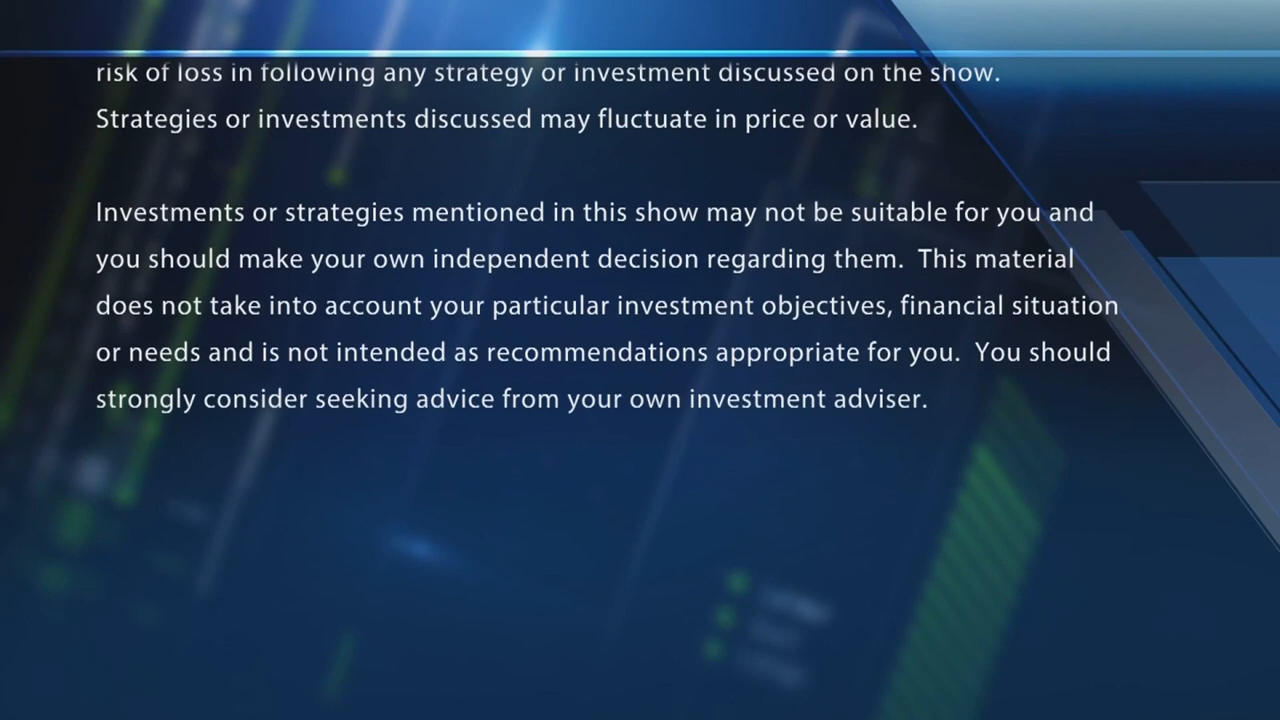 risk of loss in following any strategy or investment discussed on the show.
Strategies or investments discussed may fluctuate in price or value.
Investments or strategies mentioned in this show may not be suitable for you and
you should make your own independent decision regarding them.  This material
does not take into account your particular investment objectives, financial situation
or needs and is not intended as recommendations appropriate for you.  You should
strongly consider seeking advice from your own investment adviser.